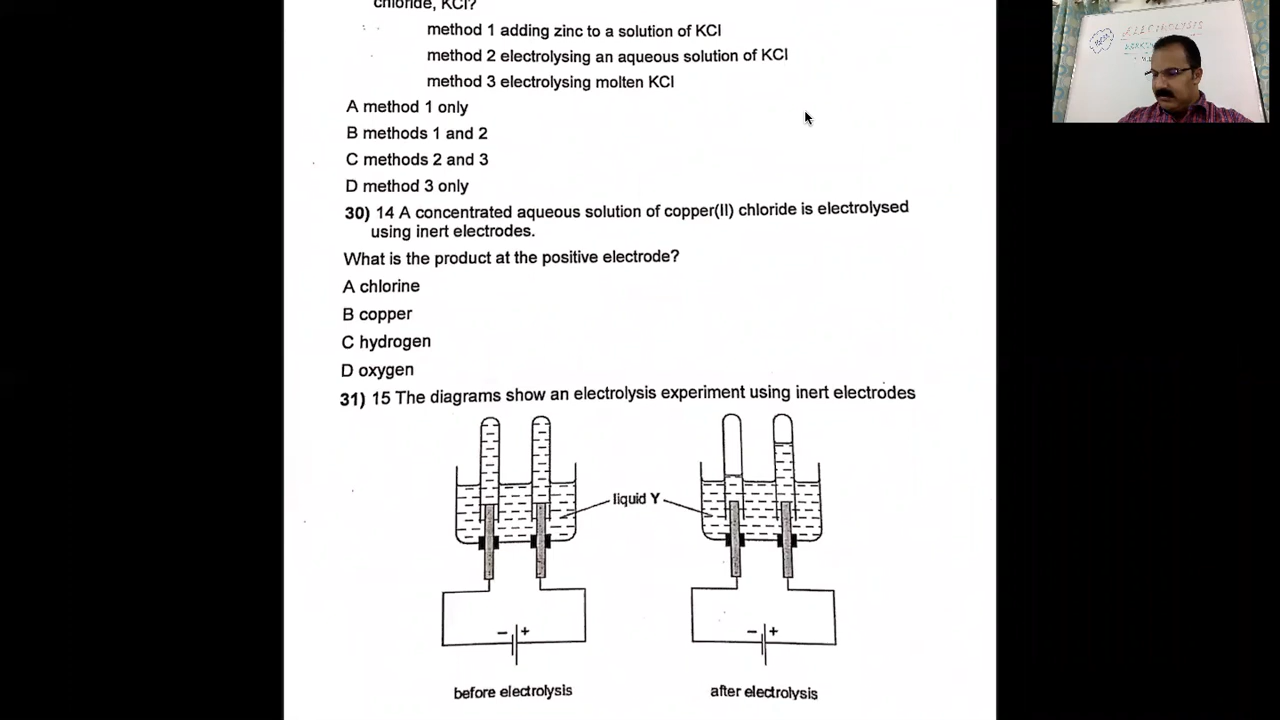 chloride, KCl?
method 1 adding zinc to a solution of KCl
method 2 electrolysing an aqueous solution of KCl
method 3 electrolysing molten KCl
A method 1 only
B methods 1 and 2
C methods 2 and 3
D method 3 only
30) 14 A concentrated aqueous solution of copper(II) chloride is electrolysed
using inert electrodes.
What is the product at the positive electrode?
A chlorine
B copper
C hydrogen
D oxygen
31) 15 The diagrams show an electrolysis experiment using inert electrodes
liquid Y
− +
− +
before electrolysis
after electrolysis
ELECTROLYSIS